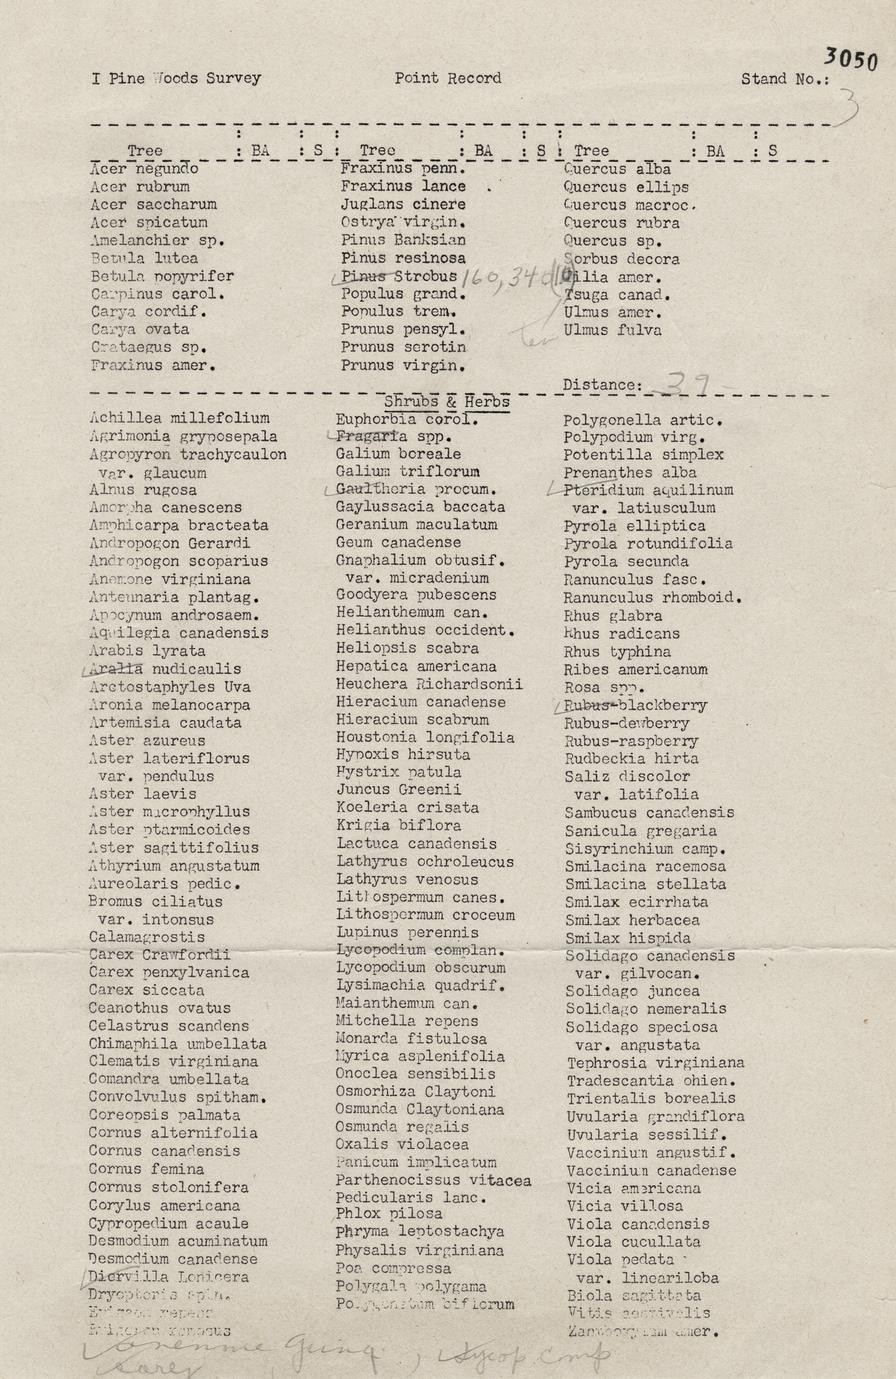 3050
I Pine Woods Survey Point Record Stand No.:
3
Tree : BA : S : Tree : BA : S : Tree : BA : S
Acer negundo
Acer rubrum
Acer saccharum
Acer spicatum
Amelanchier sp.
Betula lutea
Betula popyrifer
Carpinus carol.
Carya cordif.
Carya ovata
Crataegus sp.
Fraxinus amer.
Fraxinus penn.
Fraxinus lance .
Juglans cinere
Ostrya virgin.
Pinus Banksian
Pinus resinosa
Pinus Strobus 160, 34
Populus grand.
Populus trem.
Prunus pensyl.
Prunus serotin
Prunus virgin.
Quercus alba
Quercus ellips
Quercus macroc.
Quercus rubra
Quercus sp.
Sorbus decora
Tilia amer.
Tsuga canad.
Ulmus amer.
Ulmus fulva
Distance: 39
Shrubs & Herbs
Achillea millefolium
Agrimonia gryposepala
Agropyron trachycaulon
var. glaucum
Alnus rugosa
Amorpha canescens
Amphicarpa bracteata
Andropogon Gerardi
Andropogon scoparius
Anemone virginiana
Antennaria plantag.
Apocynum androsaem.
Aquilegia canadensis
Arabis lyrata
Aralia nudicaulis
Arctostaphyles Uva
Aronia melanocarpa
Artemisia caudata
Aster azureus
Aster lateriflorus
var. pendulus
Aster laevis
Aster macrophyllus
Aster ptarmicoides
Aster sagittifolius
Athyrium angustatum
Aureolaris pedic.
Bromus ciliatus
var. intonsus
Calamagrostis
Carex Crawfordii
Carex penxylvanica
Carex siccata
Ceanothus ovatus
Celastrus scandens
Chimaphila umbellata
Clematis virginiana
Comandra umbellata
Convolvulus spitham.
Coreopsis palmata
Cornus alternifolia
Cornus canadensis
Cornus femina
Cornus stolonifera
Corylus americana
Cypropedium acaule
Desmodium acuminatum
Desmodium canadense
Diervilla Lonicera
Dryopteris spin.
Erigeron ramosus
Euphorbia corol.
Fragaria spp.
Galium boreale
Galium triflorum
Gaultheria procum.
Gaylussacia baccata
Geranium maculatum
Geum canadense
Gnaphalium obtusif.
var. micradenium
Goodyera pubescens
Helianthemum can.
Helianthus occident.
Heliopsis scabra
Hepatica americana
Heuchera Richardsonii
Hieracium canadense
Hieracium scabrum
Houstonia longifolia
Hypoxis hirsuta
Hystrix patula
Juncus Greenii
Koeleria crisata
Krigia biflora
Lactuca canadensis
Lathyrus ochroleucus
Lathyrus venosus
Lithospermum canes.
Lithospermum croceum
Lupinus perennis
Lycopodium complan.
Lycopodium obscurum
Lysimachia quadrif.
Maianthemum can.
Mitchella repens
Monarda fistulosa
Myrica asplenifolia
Onoclea sensibilis
Osmorhiza Claytoni
Osmunda Claytoniana
Osmunda regalis
Oxalis violacea
Panicum implicatum
Parthenocissus vitacea
Pedicularis lanc.
Phlox pilosa
Phryma leptostachya
Physalis virginiana
Poa compressa
Polygala polygama
Polygonatum biflorum
Polygonella artic.
Polypodium virg.
Potentilla simplex
Prenanthes alba
Pteridium aquilinum
var. latiusculum
Pyrola elliptica
Pyrola rotundifolia
Pyrola secunda
Ranunculus fasc.
Ranunculus rhomboid.
Rhus glabra
Rhus radicans
Rhus typhina
Ribes americanum
Rosa spp.
Rubus-blackberry
Rubus-dewberry
Rubus-raspberry
Rudbeckia hirta
Saliz discolor
var. latifolia
Sambucus canadensis
Sanicula gregaria
Sisyrinchium camp.
Smilacina racemosa
Smilacina stellata
Smilax ecirrhata
Smilax herbacea
Smilax hispida
Solidago canadensis
var. gilvocan.
Solidago juncea
Solidago nemeralis
Solidago speciosa
var. angustata
Tephrosia virginiana
Tradescantia ohien.
Trientalis borealis
Uvularia grandiflora
Uvularia sessilif.
Vaccinium angustif.
Vaccinium canadense
Vicia americana
Vicia villosa
Viola canadensis
Viola cucullata
Viola pedata
var. lineariloba
Biola sagittata
Vitis aestivalis
Zanthoxylum amer.
, Lycop. comp